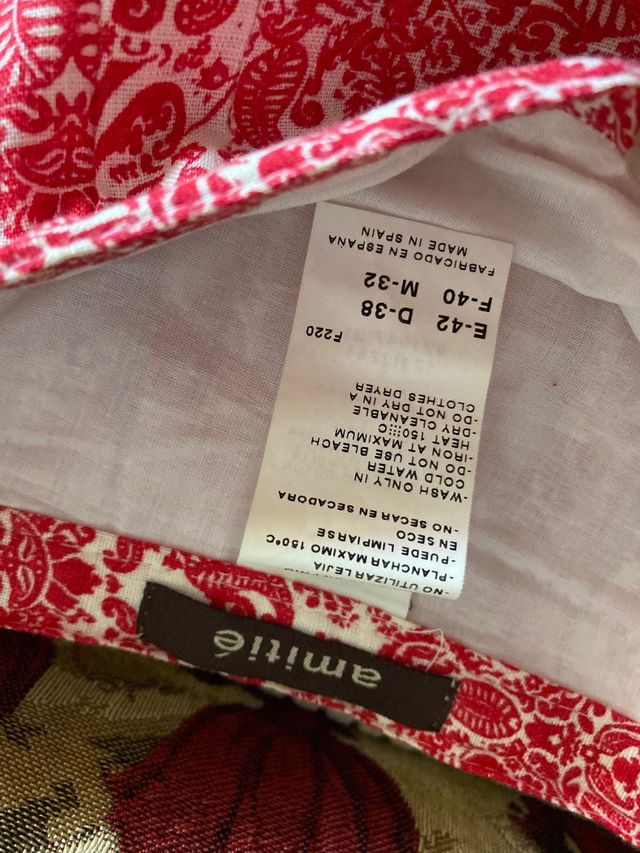 amitié
-NO UTILIZAR LEJIA
-PLANCHAR MAXIMO 150°C
-PUEDE LIMPIARSE
EN SECO
-NO SECAR EN SECADORA
-WASH ONLY IN
COLD WATER
-DO NOT USE BLEACH
-IRON AT MAXIMUM
HEAT 150 C
-DRY CLEANABLE
-DO NOT DRY IN A
CLOTHES DRYER
F220
E-42 D-38
F-40 M-32
FABRICADO EN ESPAÑA
MADE IN SPAIN